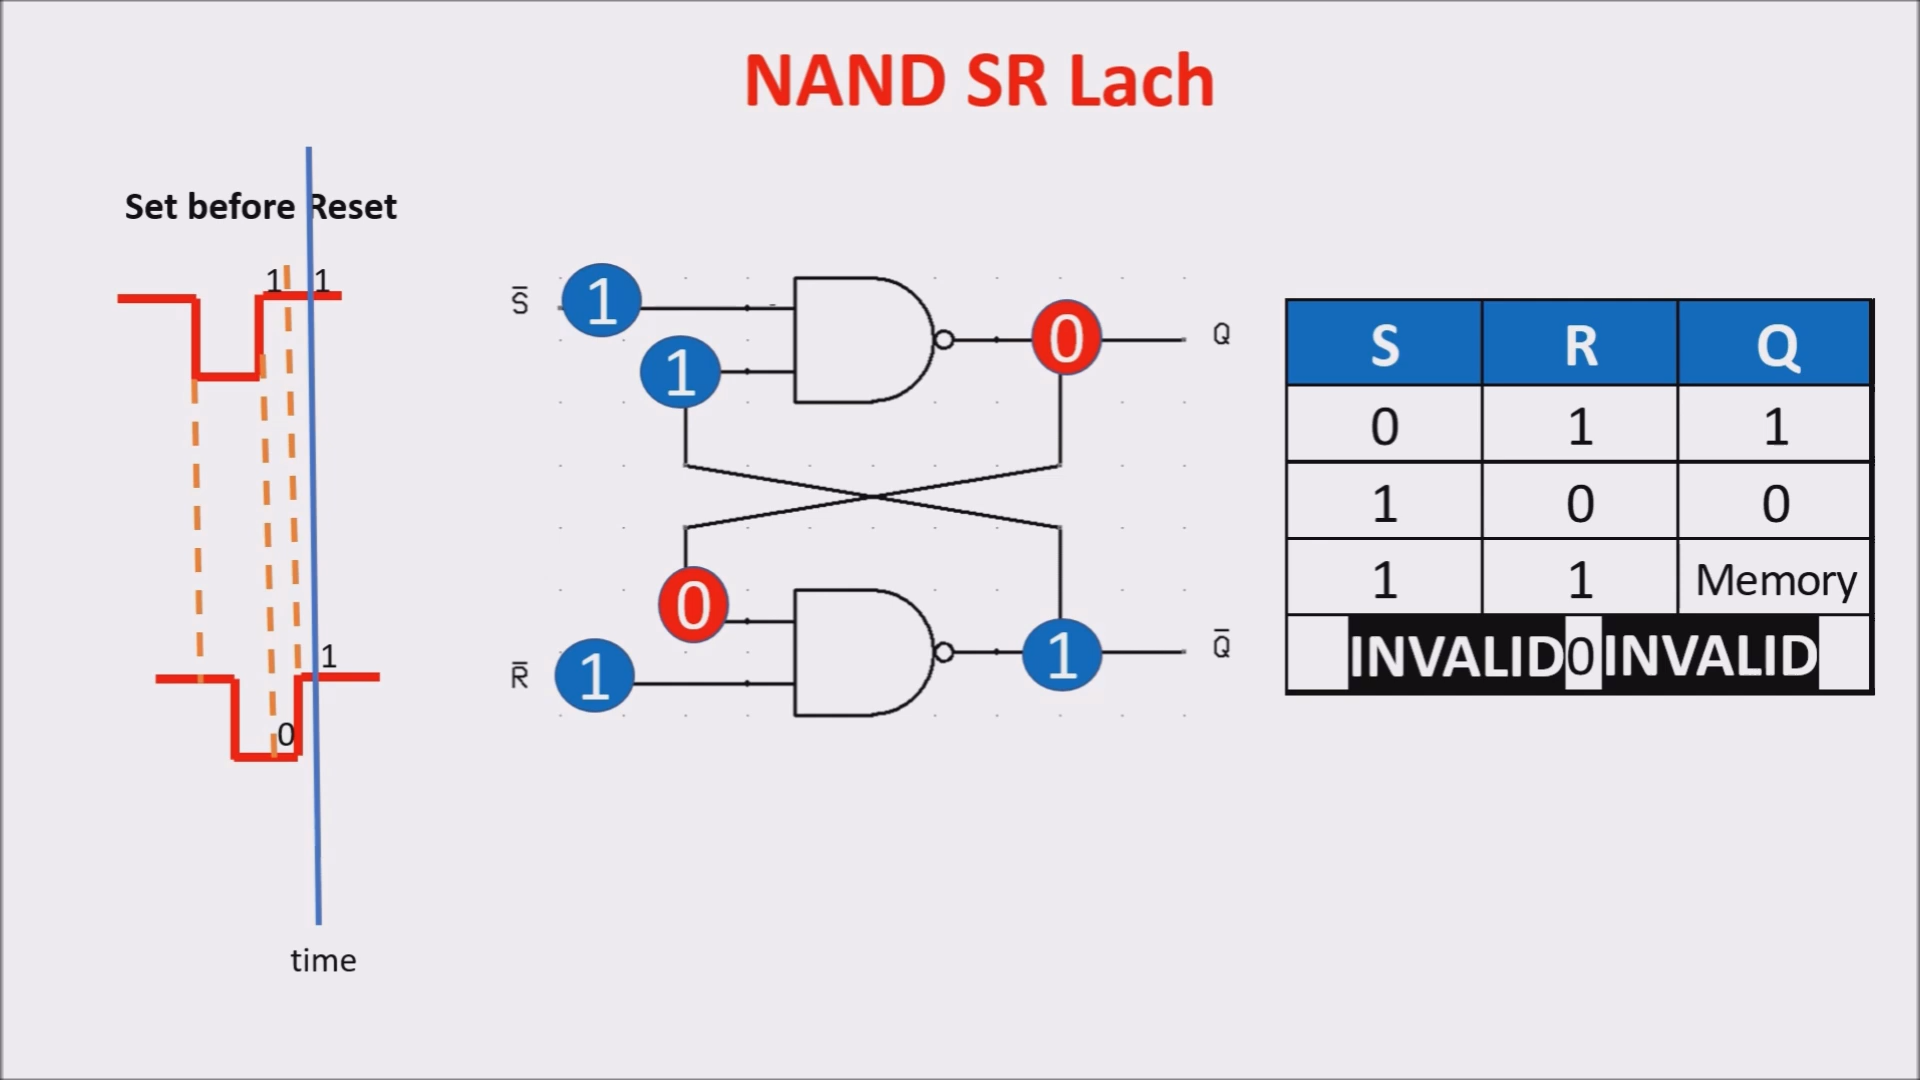 NAND SR Lach
Set before Reset
1 1
1
0
time
S̅ 1
1
0 Q
0
R̅ 1
1 Q̅
S R Q
0 1 1
1 0 0
1 1 Memory
INVALID 0 INVALID